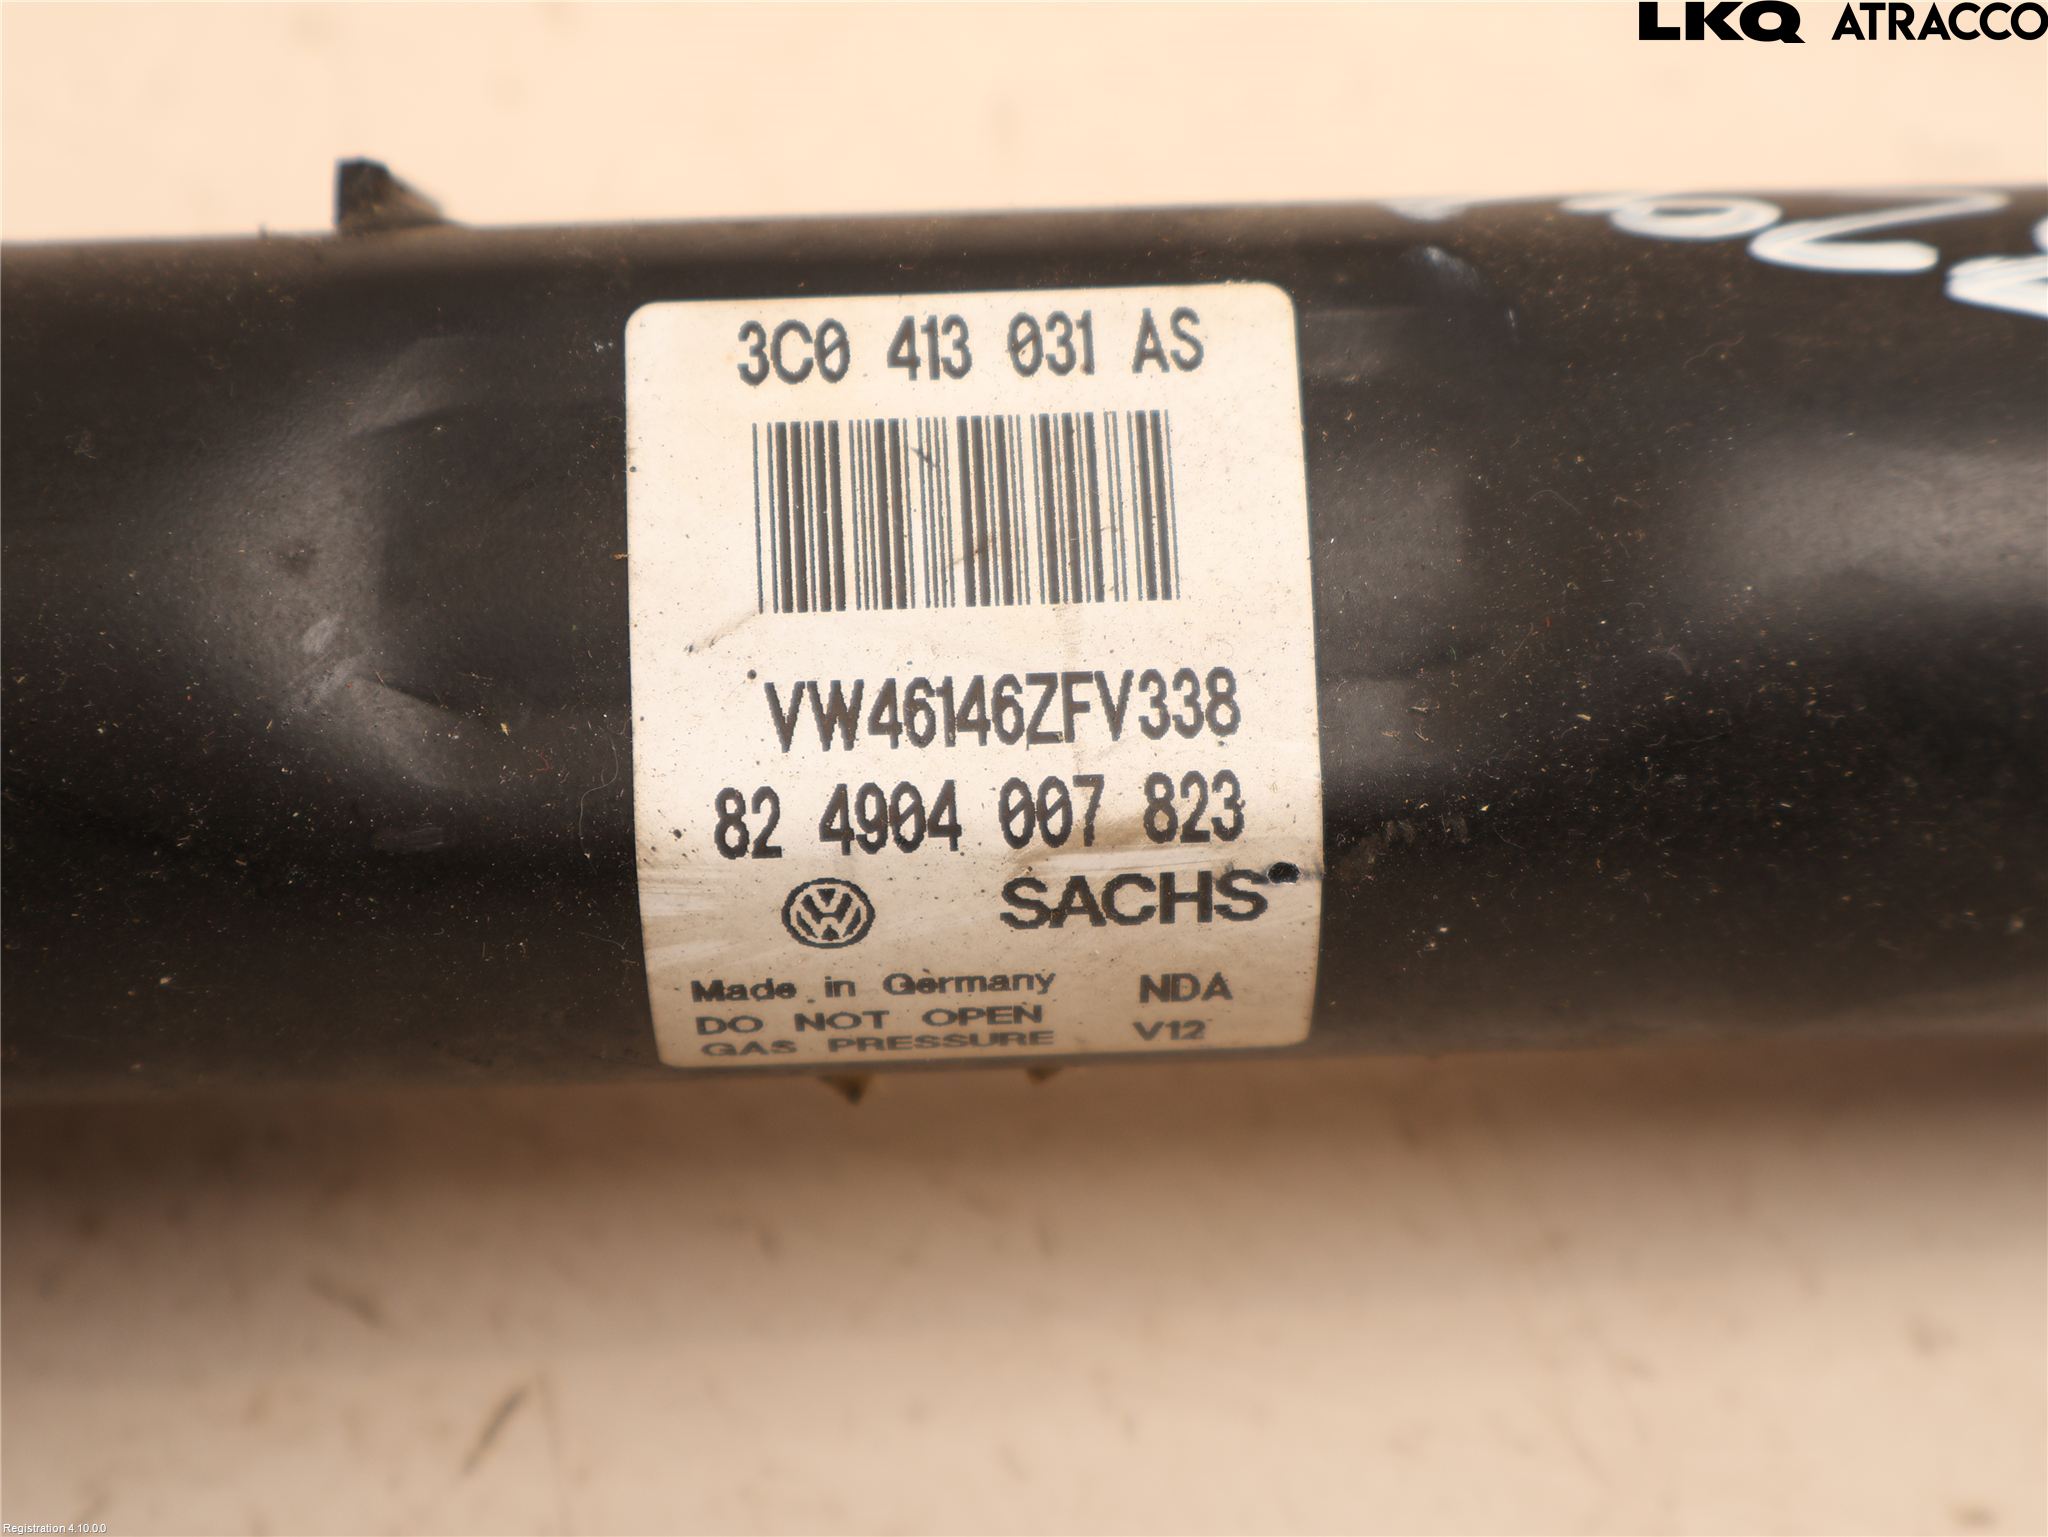 LKQ ATRACCO
3C0 413 031 AS
VW46146ZFV338
82 4904 007 823
SACHS
Made in Germany NDA
DO NOT OPEN
GAS PRESSURE V12
Registration 4.10.0.0